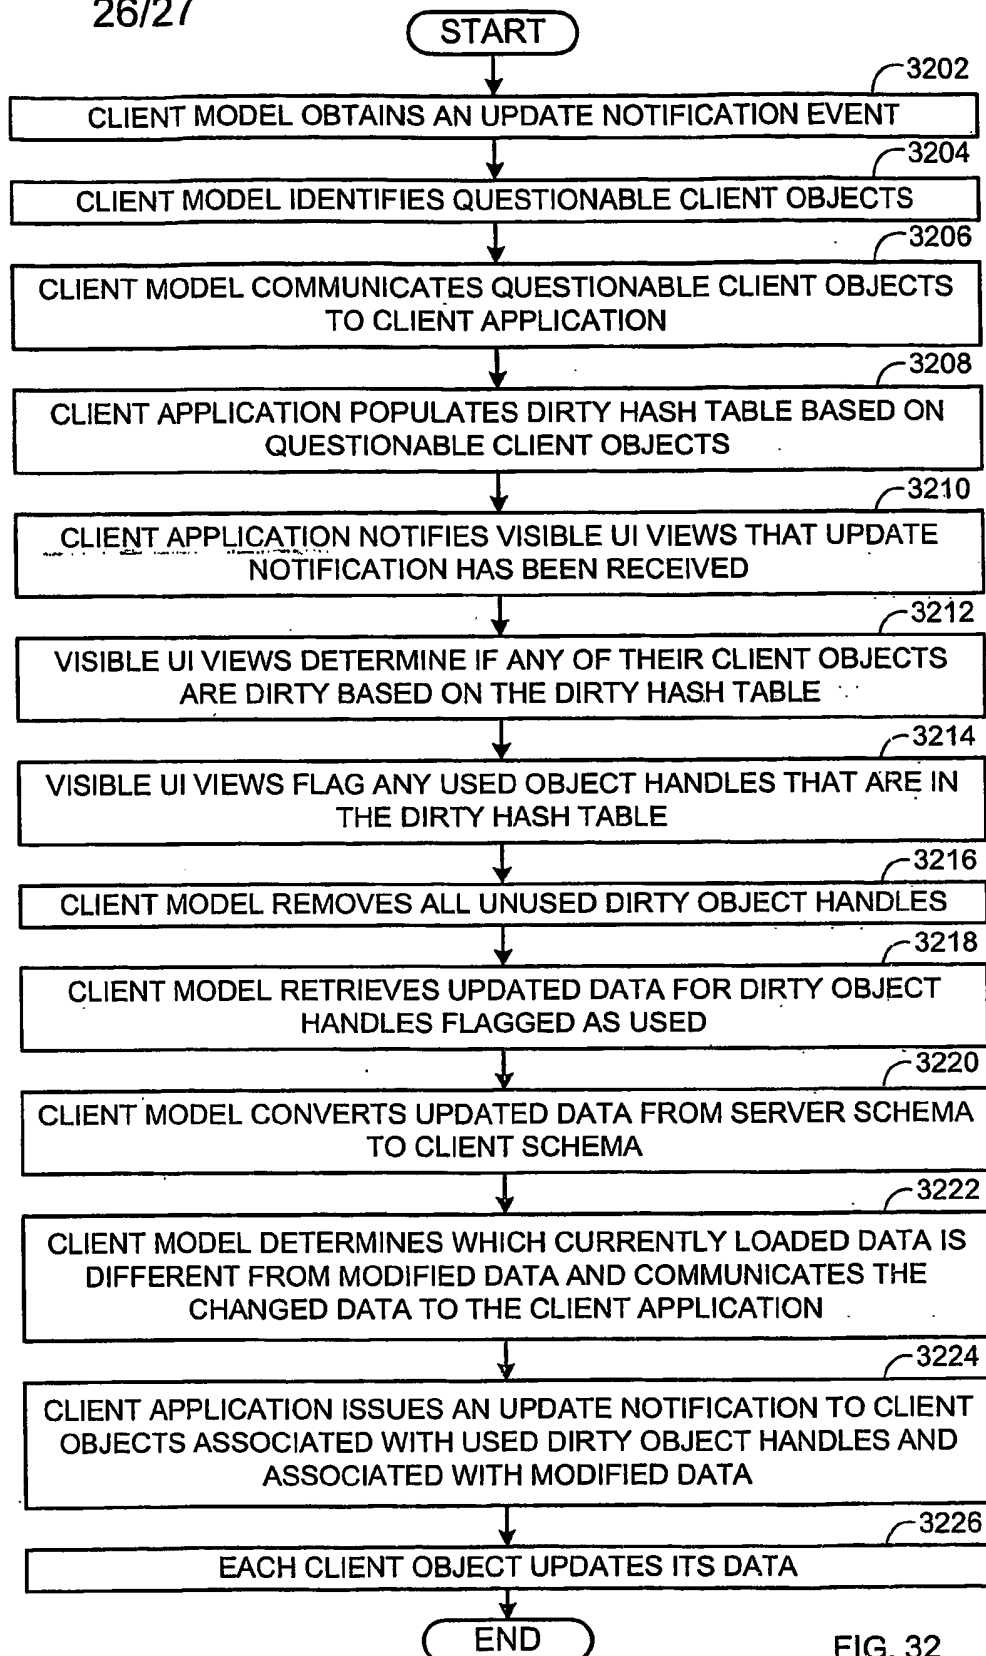 26/27
START
3202
CLIENT MODEL OBTAINS AN UPDATE NOTIFICATION EVENT
3204
CLIENT MODEL IDENTIFIES QUESTIONABLE CLIENT OBJECTS
3206
CLIENT MODEL COMMUNICATES QUESTIONABLE CLIENT OBJECTS
TO CLIENT APPLICATION
3208
CLIENT APPLICATION POPULATES DIRTY HASH TABLE BASED ON
QUESTIONABLE CLIENT OBJECTS
3210
CLIENT APPLICATION NOTIFIES VISIBLE UI VIEWS THAT UPDATE
NOTIFICATION HAS BEEN RECEIVED
3212
VISIBLE UI VIEWS DETERMINE IF ANY OF THEIR CLIENT OBJECTS
ARE DIRTY BASED ON THE DIRTY HASH TABLE
3214
VISIBLE UI VIEWS FLAG ANY USED OBJECT HANDLES THAT ARE IN
THE DIRTY HASH TABLE
3216
CLIENT MODEL REMOVES ALL UNUSED DIRTY OBJECT HANDLES
3218
CLIENT MODEL RETRIEVES UPDATED DATA FOR DIRTY OBJECT
HANDLES FLAGGED AS USED
3220
CLIENT MODEL CONVERTS UPDATED DATA FROM SERVER SCHEMA
TO CLIENT SCHEMA
3222
CLIENT MODEL DETERMINES WHICH CURRENTLY LOADED DATA IS
DIFFERENT FROM MODIFIED DATA AND COMMUNICATES THE
CHANGED DATA TO THE CLIENT APPLICATION
3224
CLIENT APPLICATION ISSUES AN UPDATE NOTIFICATION TO CLIENT
OBJECTS ASSOCIATED WITH USED DIRTY OBJECT HANDLES AND
ASSOCIATED WITH MODIFIED DATA
3226
EACH CLIENT OBJECT UPDATES ITS DATA
END
FIG. 32